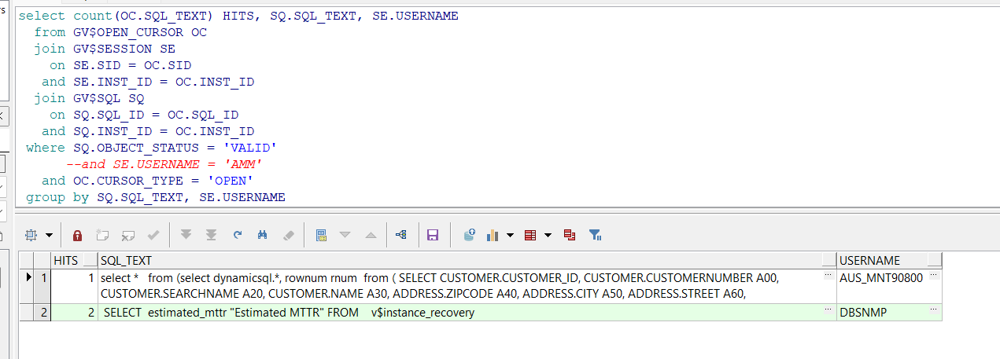 rs
select count(OC.SQL_TEXT) HITS, SQ.SQL_TEXT, SE.USERNAME
from GV$OPEN_CURSOR OC
join GV$SESSION SE
on SE.SID = OC.SID
and SE.INST_ID = OC.INST_ID
join GV$SQL SQ
on SQ.SQL_ID = OC.SQL_ID
and SQ.INST_ID = OC.INST_ID
where SQ.OBJECT_STATUS = 'VALID'
--and SE.USERNAME = 'AMM'
and OC.CURSOR_TYPE = 'OPEN'
group by SQ.SQL_TEXT, SE.USERNAME
HITS SQL_TEXT USERNAME
1 1 select * from (select dynamicsql.*, rownum rnum from ( SELECT CUSTOMER.CUSTOMER_ID, CUSTOMER.CUSTOMERNUMBER A00, ... AUS_MNT90800 ...
CUSTOMER.SEARCHNAME A20, CUSTOMER.NAME A30, ADDRESS.ZIPCODE A40, ADDRESS.CITY A50, ADDRESS.STREET A60,
2 2 SELECT estimated_mttr "Estimated MTTR" FROM v$instance_recovery ... DBSNMP ...